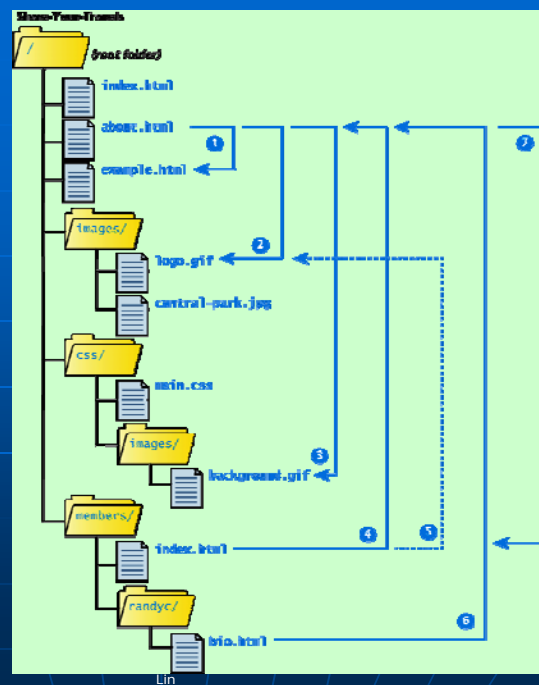 Share-Your-Travels
/
(root folder)
index.html
about.html
1
7
example.html
images/
2
logo.gif
central-park.jpg
css/
main.css
images/
3
background.gif
members/
4
5
index.html
randyc/
6
bio.html
Lin